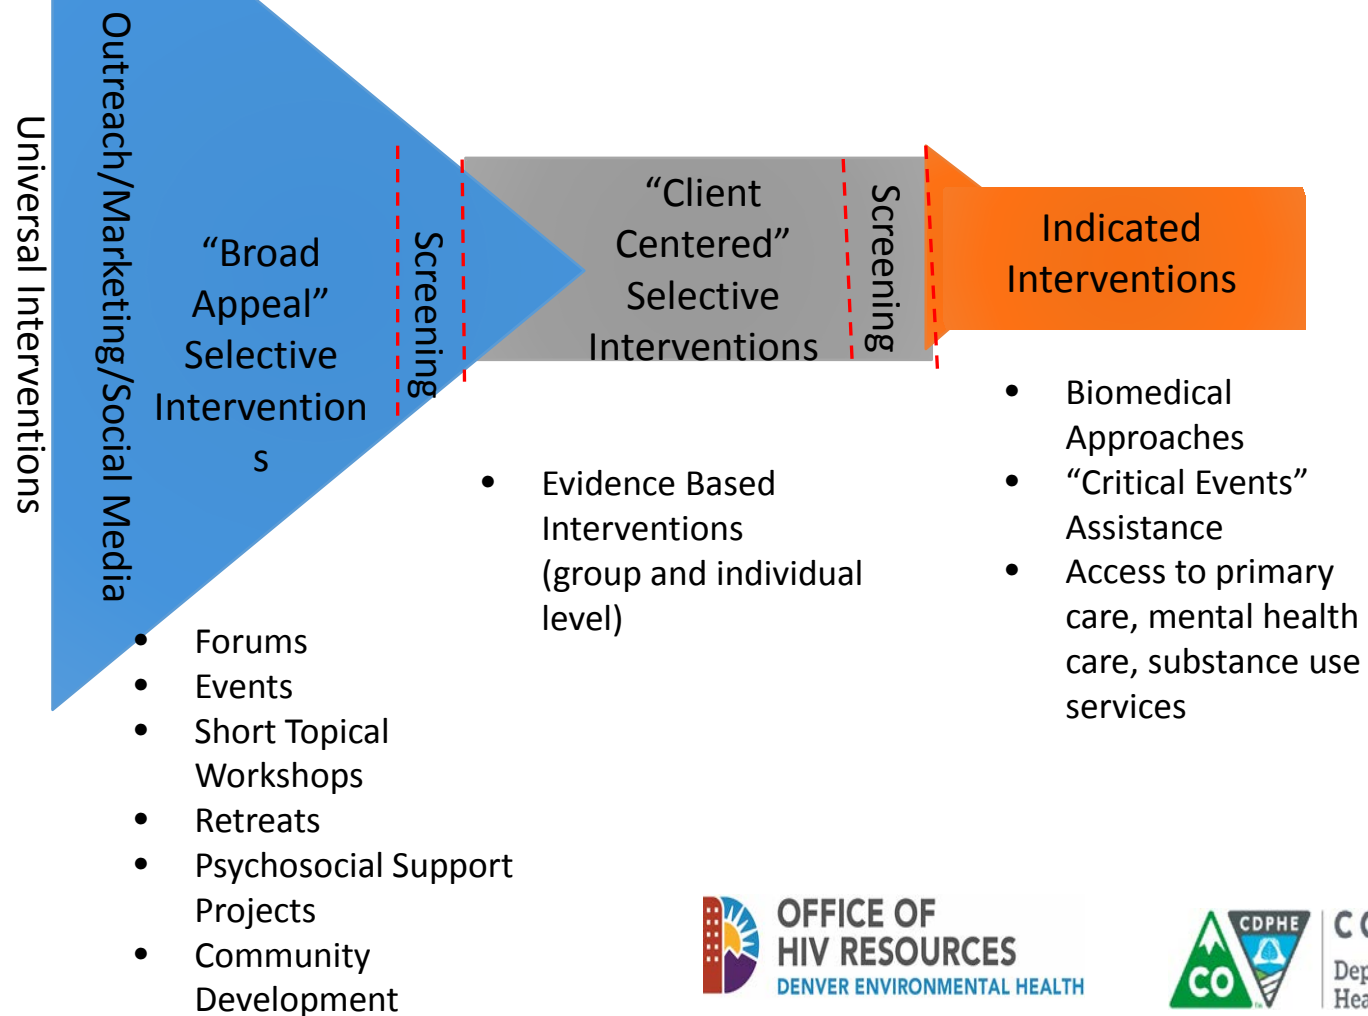 Universal Interventions
Outreach/Marketing/Social Media
“Broad
Appeal”
Selective
Intervention
s
Screening
“Client
Centered”
Selective
Interventions
Screening
Indicated
Interventions
• Forums
• Events
• Short Topical
Workshops
• Retreats
• Psychosocial Support
Projects
• Community
Development
• Evidence Based
Interventions
(group and individual
level)
• Biomedical
Approaches
• “Critical Events”
Assistance
• Access to primary
care, mental health
care, substance use
services
OFFICE OF
HIV RESOURCES
DENVER ENVIRONMENTAL HEALTH
CO
CDPHE